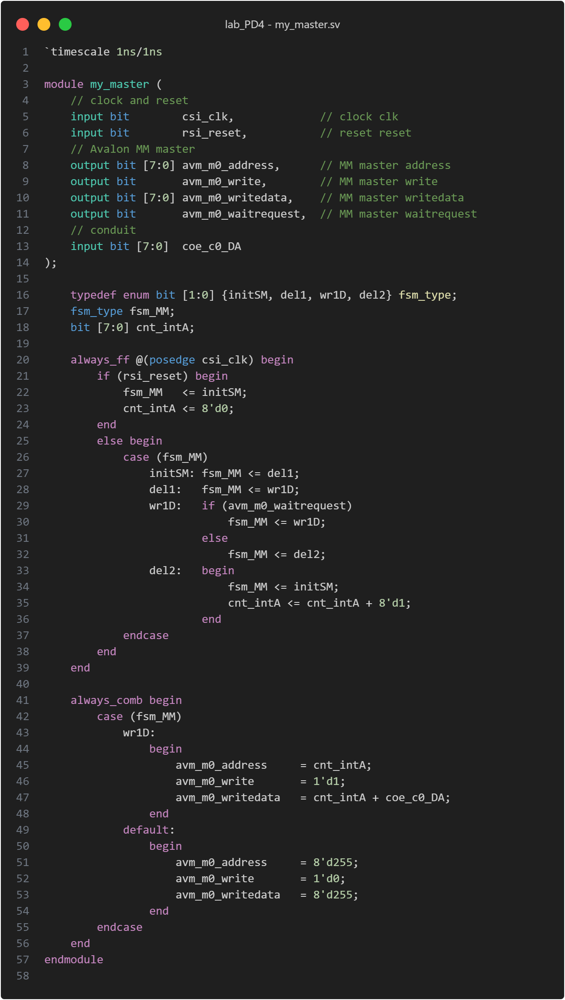 lab_PD4 - my_master.sv
1 `timescale 1ns/1ns
2
3 module my_master (
4     // clock and reset
5     input bit        csi_clk,             // clock clk
6     input bit        rsi_reset,           // reset reset
7     // Avalon MM master
8     output bit [7:0] avm_m0_address,      // MM master address
9     output bit       avm_m0_write,        // MM master write
10     output bit [7:0] avm_m0_writedata,    // MM master writedata
11     output bit       avm_m0_waitrequest,  // MM master waitrequest
12     // conduit
13     input bit [7:0]  coe_c0_DA
14 );
15
16     typedef enum bit [1:0] {initSM, del1, wr1D, del2} fsm_type;
17     fsm_type fsm_MM;
18     bit [7:0] cnt_intA;
19
20     always_ff @(posedge csi_clk) begin
21         if (rsi_reset) begin
22             fsm_MM   <= initSM;
23             cnt_intA <= 8'd0;
24         end
25         else begin
26             case (fsm_MM)
27                 initSM: fsm_MM <= del1;
28                 del1:   fsm_MM <= wr1D;
29                 wr1D:   if (avm_m0_waitrequest)
30                             fsm_MM <= wr1D;
31                         else
32                             fsm_MM <= del2;
33                 del2:   begin
34                             fsm_MM <= initSM;
35                             cnt_intA <= cnt_intA + 8'd1;
36                         end
37             endcase
38         end
39     end
40
41     always_comb begin
42         case (fsm_MM)
43             wr1D:
44                 begin
45                     avm_m0_address     = cnt_intA;
46                     avm_m0_write       = 1'd1;
47                     avm_m0_writedata   = cnt_intA + coe_c0_DA;
48                 end
49             default:
50                 begin
51                     avm_m0_address     = 8'd255;
52                     avm_m0_write       = 1'd0;
53                     avm_m0_writedata   = 8'd255;
54                 end
55         endcase
56     end
57 endmodule
58